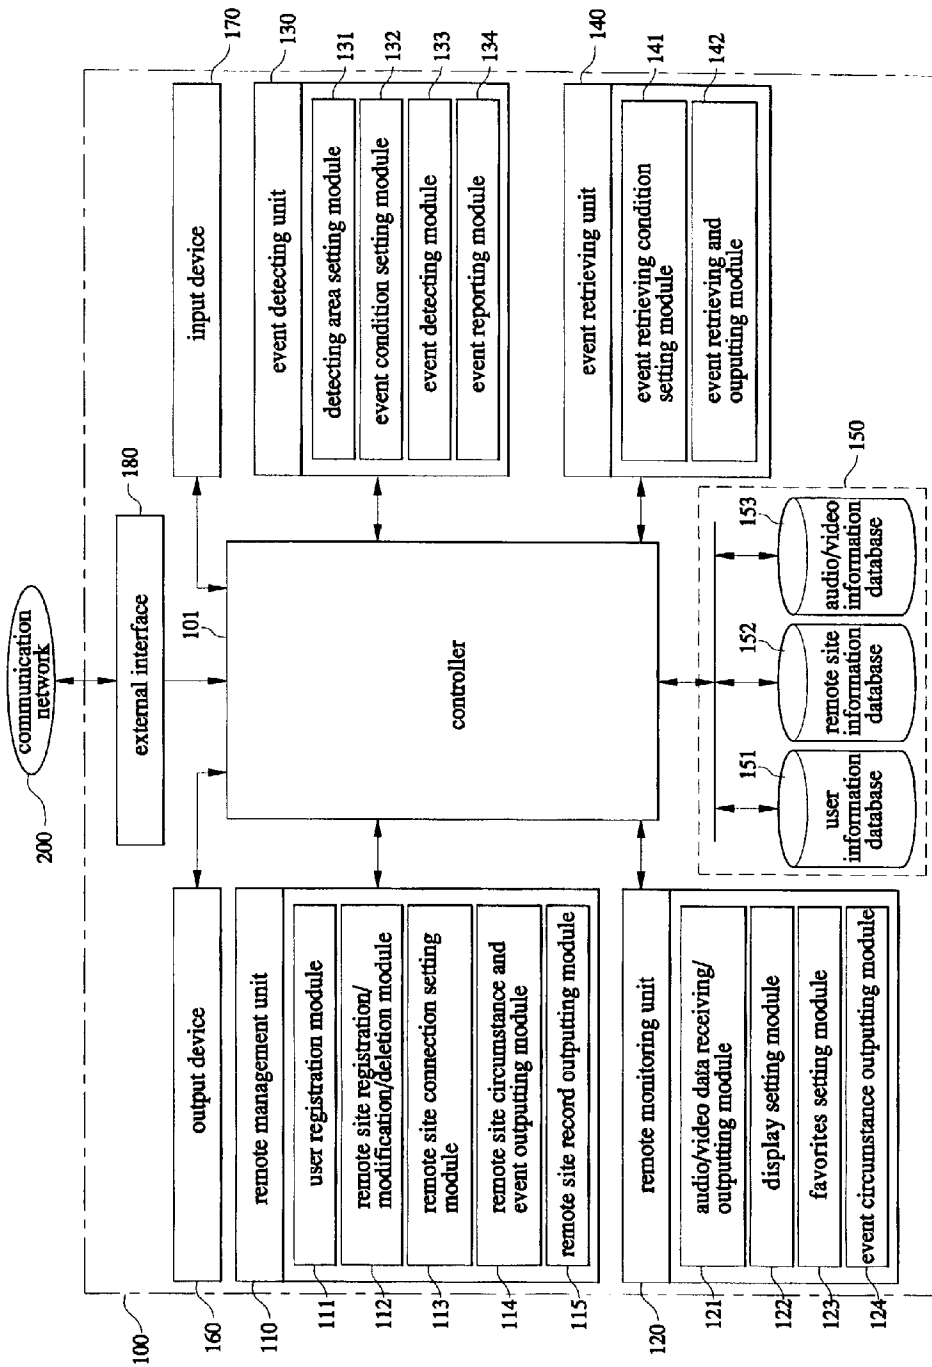 communication
network
200
100
180
external interface
160
output device
170
input device
101
controller
110
remote management unit
111
user registration module
112
remote site registration/
modification/deletion module
113
remote site connection setting
module
114
remote site circumstance and
event outputting module
115
remote site record outputting module
120
remote monitoring unit
121
audio/video data receiving/
outputting module
122
display setting module
123
favorites setting module
124
event circumstance outputting module
130
event detecting unit
131
detecting area setting module
132
event condition setting module
133
event detecting module
134
event reporting module
140
event retrieving unit
141
event retrieving condition
setting module
142
event retrieving and
ouputting module
150
151
user
information
database
152
remote site
information
database
153
audio/video
information
database